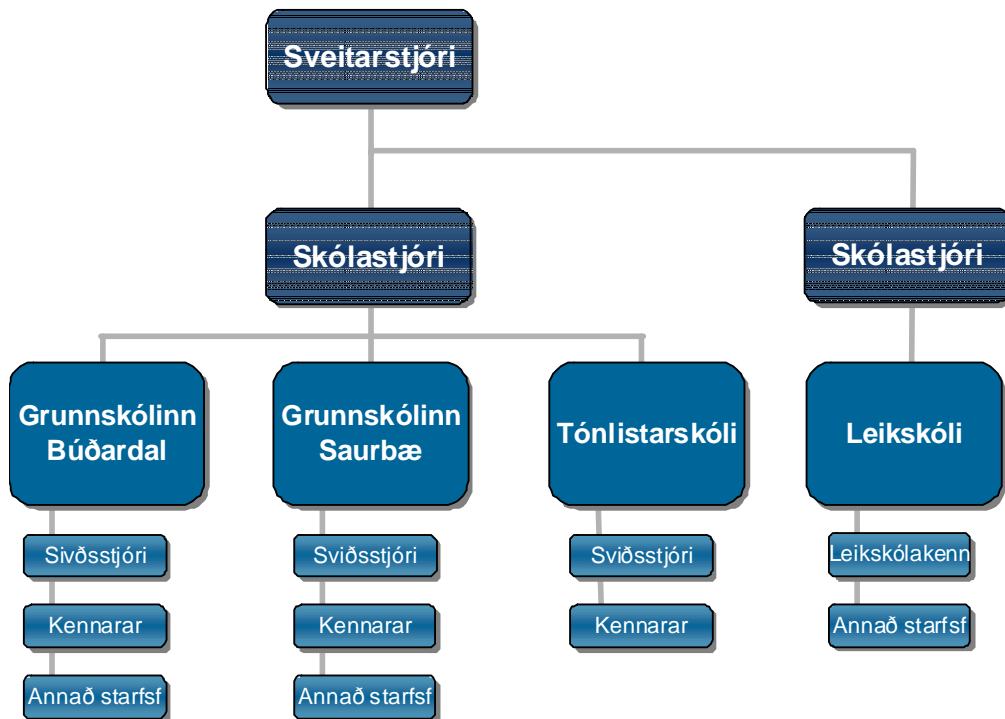 Sveitarstjóri
Skólastjóri
Skólastjóri
Grunnskólinn
Búðardal
Grunnskólinn
Saurbæ
Tónlistarskóli
Leikskóli
Sivðsstjóri
Sviðsstjóri
Sviðsstjóri
Leikskólakenn
Kennarar
Kennarar
Kennarar
Annað starfsf
Annað starfsf
Annað starfsf